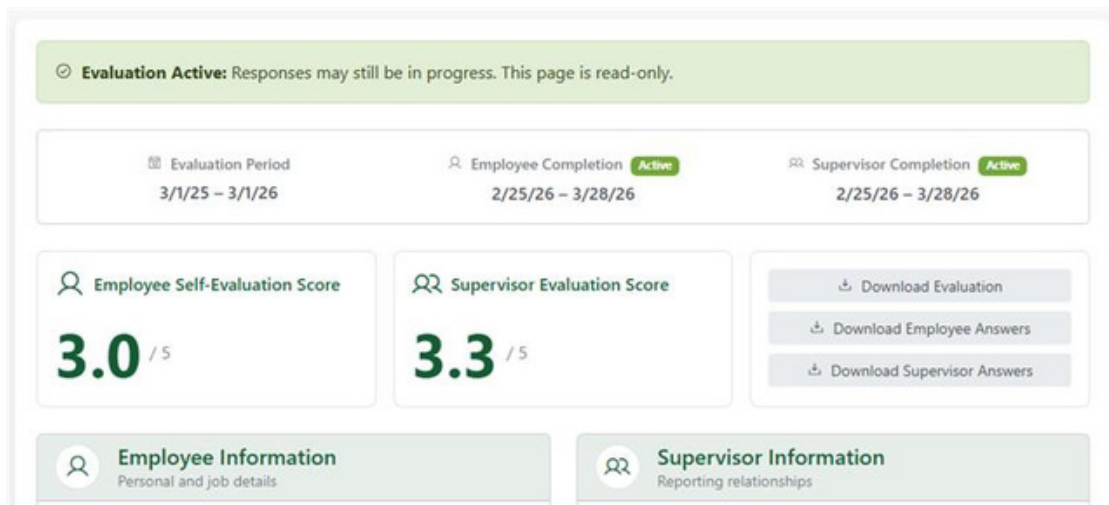 Evaluation Active: Responses may still be in progress. This page is read-only.
Evaluation Period
3/1/25 – 3/1/26
Employee Completion Active
2/25/26 – 3/28/26
Supervisor Completion Active
2/25/26 – 3/28/26
Employee Self-Evaluation Score
3.0 / 5
Supervisor Evaluation Score
3.3 / 5
Download Evaluation
Download Employee Answers
Download Supervisor Answers
Employee Information
Personal and job details
Supervisor Information
Reporting relationships